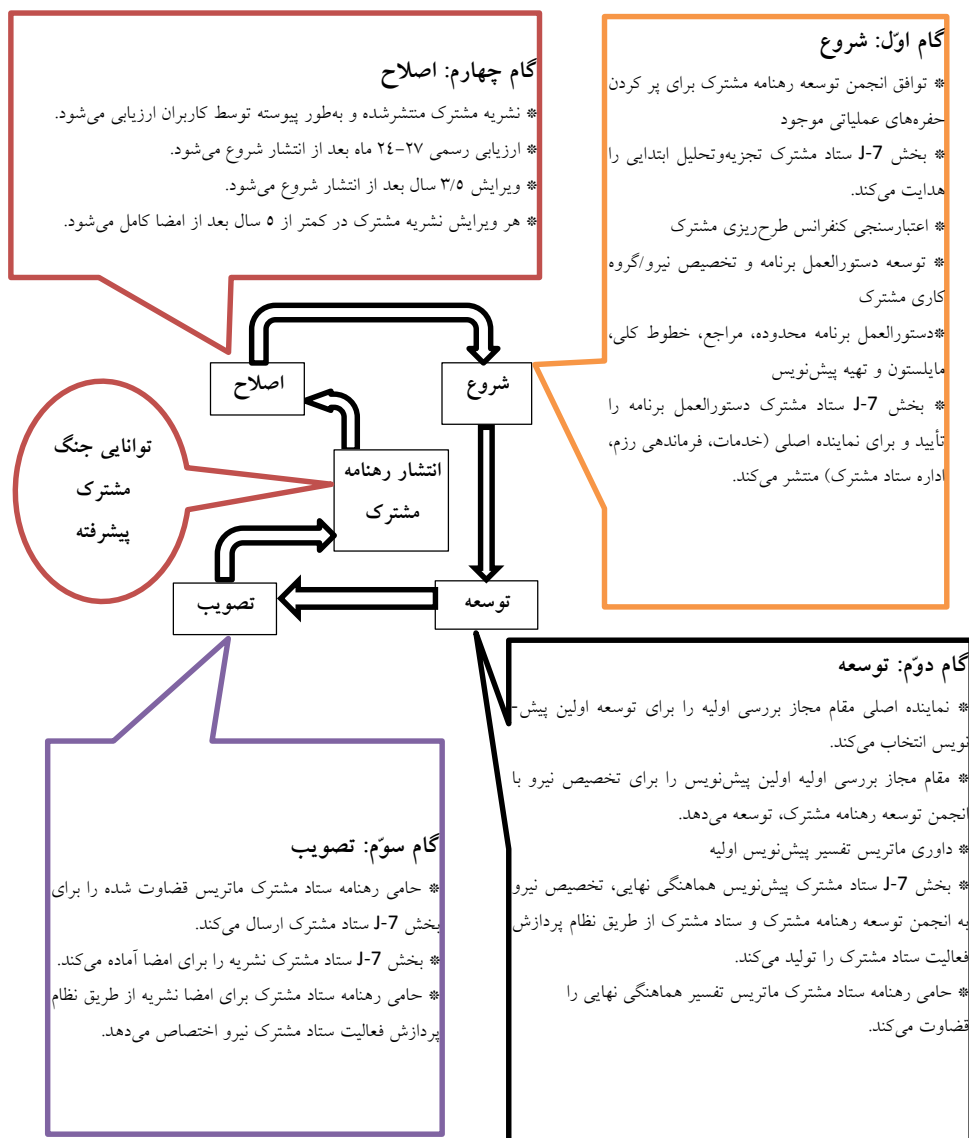 گام اوّل: شروع
* توافق انجمن توسعه رهنامه مشترک برای پر کردن
حفره‌های عملیاتی موجود
* بخش J-7 ستاد مشترک تجزیه‌وتحلیل ابتدایی را
هدایت می‌کند.
* اعتبارسنجی کنفرانس طرح‌ریزی مشترک
* توسعه دستورالعمل برنامه و تخصیص نیرو/گروه
کاری مشترک
*دستورالعمل برنامه محدوده، مراجع، خطوط کلی،
مایلستون و تهیه پیش‌نویس
* بخش J-7 ستاد مشترک دستورالعمل برنامه را
تأیید و برای نماینده اصلی (خدمات، فرماندهی رزم،
اداره ستاد مشترک) منتشر می‌کند.
گام چهارم: اصلاح
* نشریه مشترک منتشرشده و به‌طور پیوسته توسط کاربران ارزیابی می‌شود.
* ارزیابی رسمی ۲۷-۲٤ ماه بعد از انتشار شروع می‌شود.
* ویرایش ۳/٥ سال بعد از انتشار شروع می‌شود.
* هر ویرایش نشریه مشترک در کمتر از ٥ سال بعد از امضا کامل می‌شود.
شروع
اصلاح
انتشار رهنامه
مشترک
توانایی جنگ
مشترک
پیشرفته
توسعه
تصویب
گام دوّم: توسعه
* نماینده اصلی مقام مجاز بررسی اولیه را برای توسعه اولین پیش-
نویس انتخاب می‌کند.
* مقام مجاز بررسی اولیه اولین پیش‌نویس را برای تخصیص نیرو با
انجمن توسعه رهنامه مشترک، توسعه می‌دهد.
* داوری ماتریس تفسیر پیش‌نویس اولیه
* بخش J-7 ستاد مشترک پیش‌نویس هماهنگی نهایی، تخصیص نیرو
به انجمن توسعه رهنامه مشترک و ستاد مشترک از طریق نظام پردازش
فعالیت ستاد مشترک را تولید می‌کند.
* حامی رهنامه ستاد مشترک ماتریس تفسیر هماهنگی نهایی را
قضاوت می‌کند.
گام سوّم: تصویب
* حامی رهنامه ستاد مشترک ماتریس قضاوت شده را برای
بخش J-7 ستاد مشترک ارسال می‌کند.
* بخش J-7 ستاد مشترک نشریه را برای امضا آماده می‌کند.
* حامی رهنامه ستاد مشترک برای امضا نشریه از طریق نظام
پردازش فعالیت ستاد مشترک نیرو اختصاص می‌دهد.